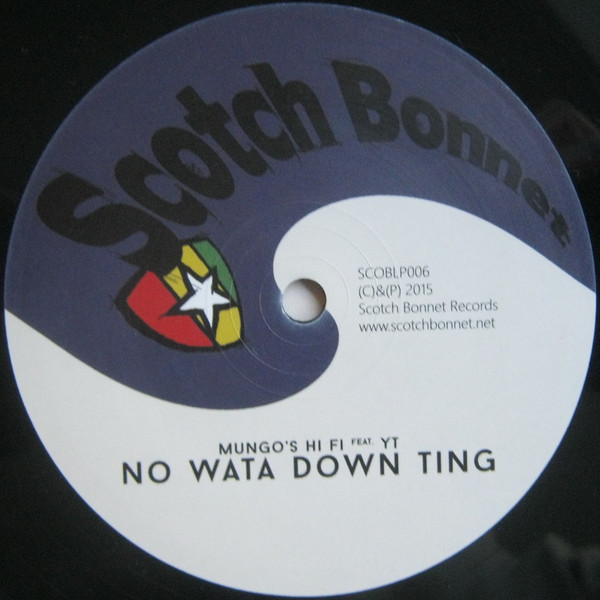 Scotch Bonnet
SCOBLP006
(C)&(P) 2015
Scotch Bonnet Records
www.scotchbonnet.net
MUNGO'S HI FI FEAT. YT
NO WATA DOWN TING